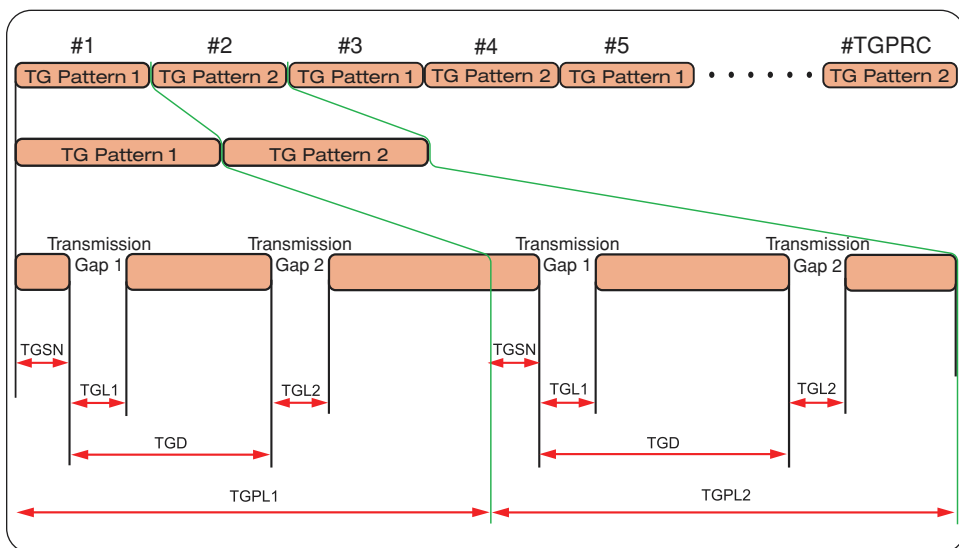 #1 #2 #3 #4 #5 #TGPRC
TG Pattern 1 TG Pattern 2 TG Pattern 1 TG Pattern 2 TG Pattern 1 • • • • • • TG Pattern 2
TG Pattern 1 TG Pattern 2
Transmission Gap 1
Transmission Gap 2
Transmission Gap 1
Transmission Gap 2
TGSN TGSN
TGL1 TGL2 TGL1 TGL2
TGD TGD
TGPL1 TGPL2